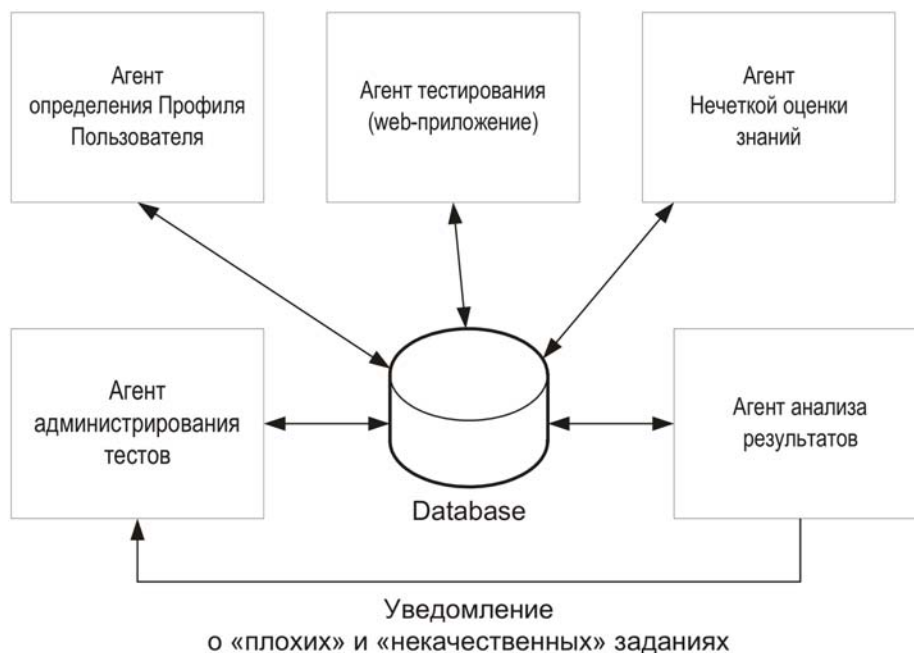 Агент
определения Профиля
Пользователя
Агент тестирования
(web-приложение)
Агент
Нечеткой оценки
знаний
Агент
администрирования
тестов
Агент анализа
результатов
Database
Уведомление
о «плохих» и «некачественных» заданиях